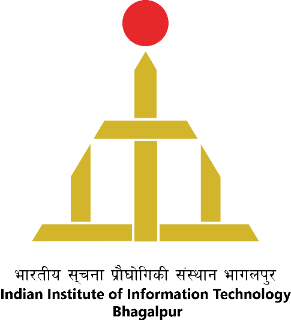 भारतीय सूचना प्रौघोगिकी संस्थान भागलपुर
Indian Institute of Information Technology
Bhagalpur